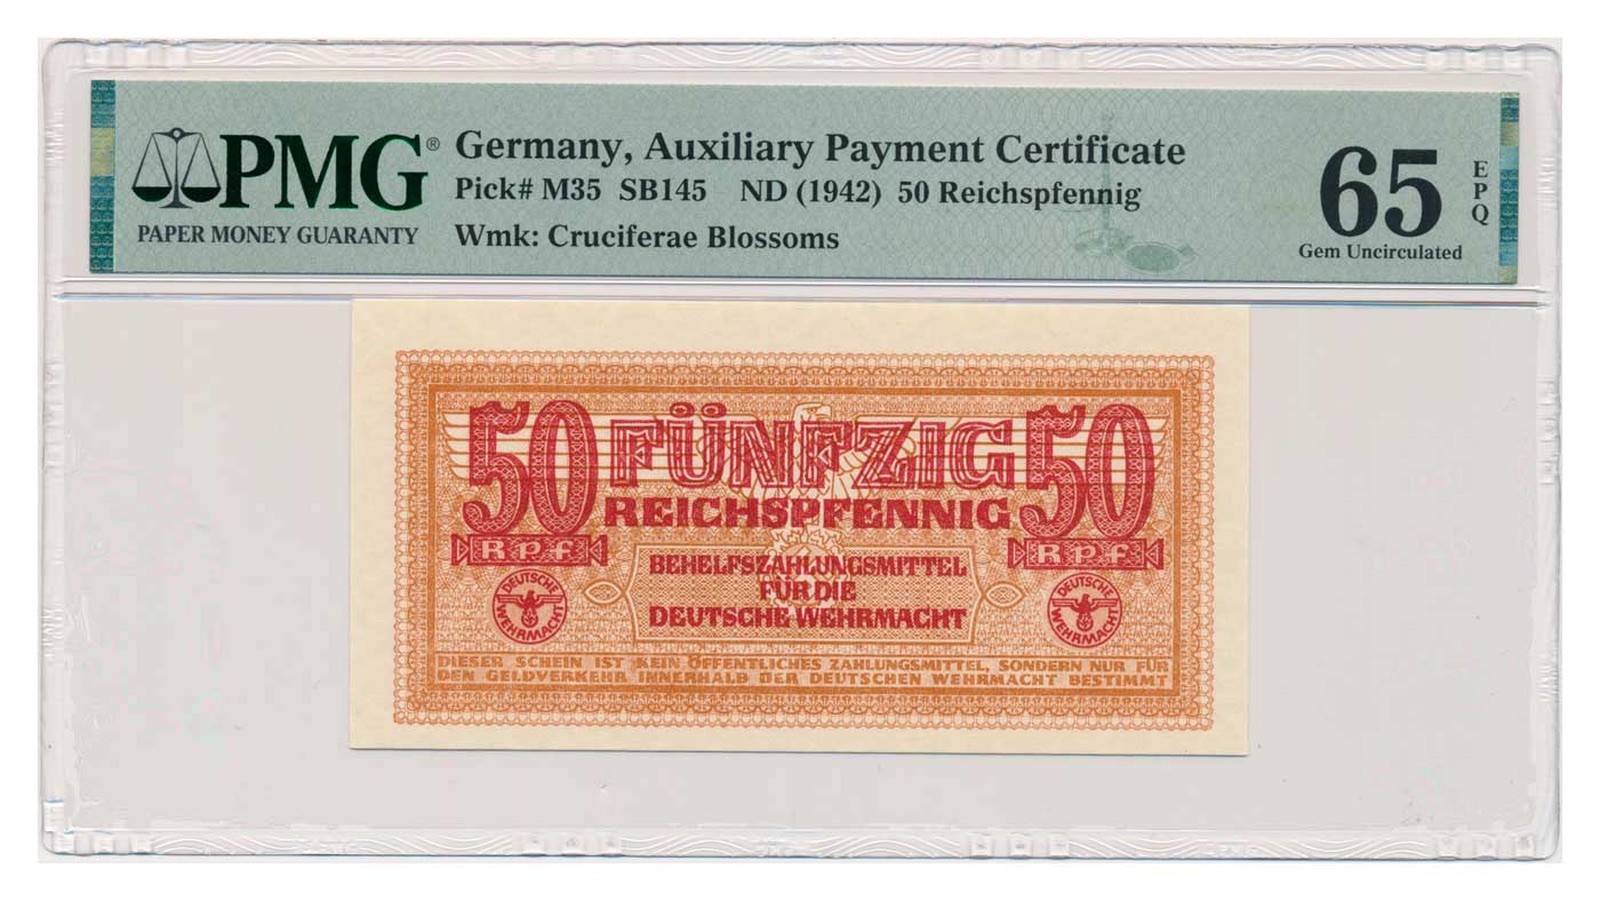 PMG®
PAPER MONEY GUARANTY
Germany, Auxiliary Payment Certificate
Pick# M35 SB145 ND (1942) 50 Reichspfennig
Wmk: Cruciferae Blossoms
65
EPQ
Gem Uncirculated
50 FÜNFZIG 50
REICHSPFENNIG
RPf RPf
BEHELFSZAHLUNGSMITTEL
FÜR DIE
DEUTSCHE WEHRMACHT
DEUTSCHE WEHRMACHT
DEUTSCHE WEHRMACHT
DIESER SCHEIN IST KEIN ÖFFENTLICHES ZAHLUNGSMITTEL, SONDERN NUR FÜR
DEN GELDVERKEHR INNERHALB DER DEUTSCHEN WEHRMACHT BESTIMMT